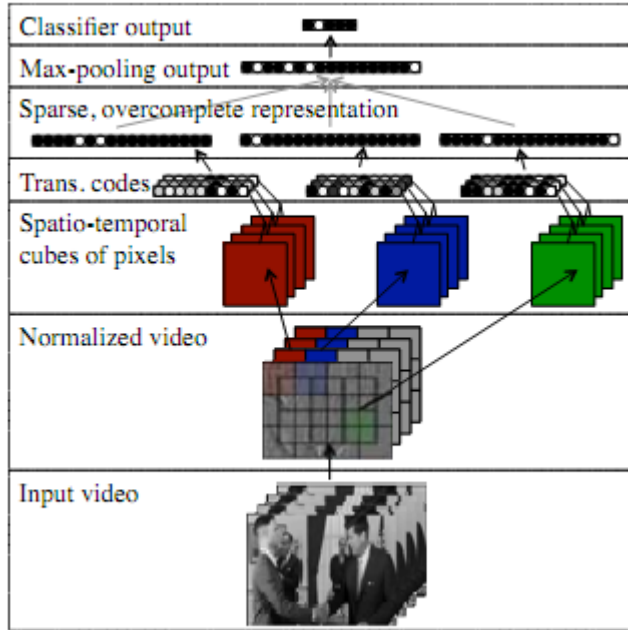 Classifier output
Max-pooling output
Sparse, overcomplete representation
Trans. codes
Spatio-temporal
cubes of pixels
Normalized video
Input video